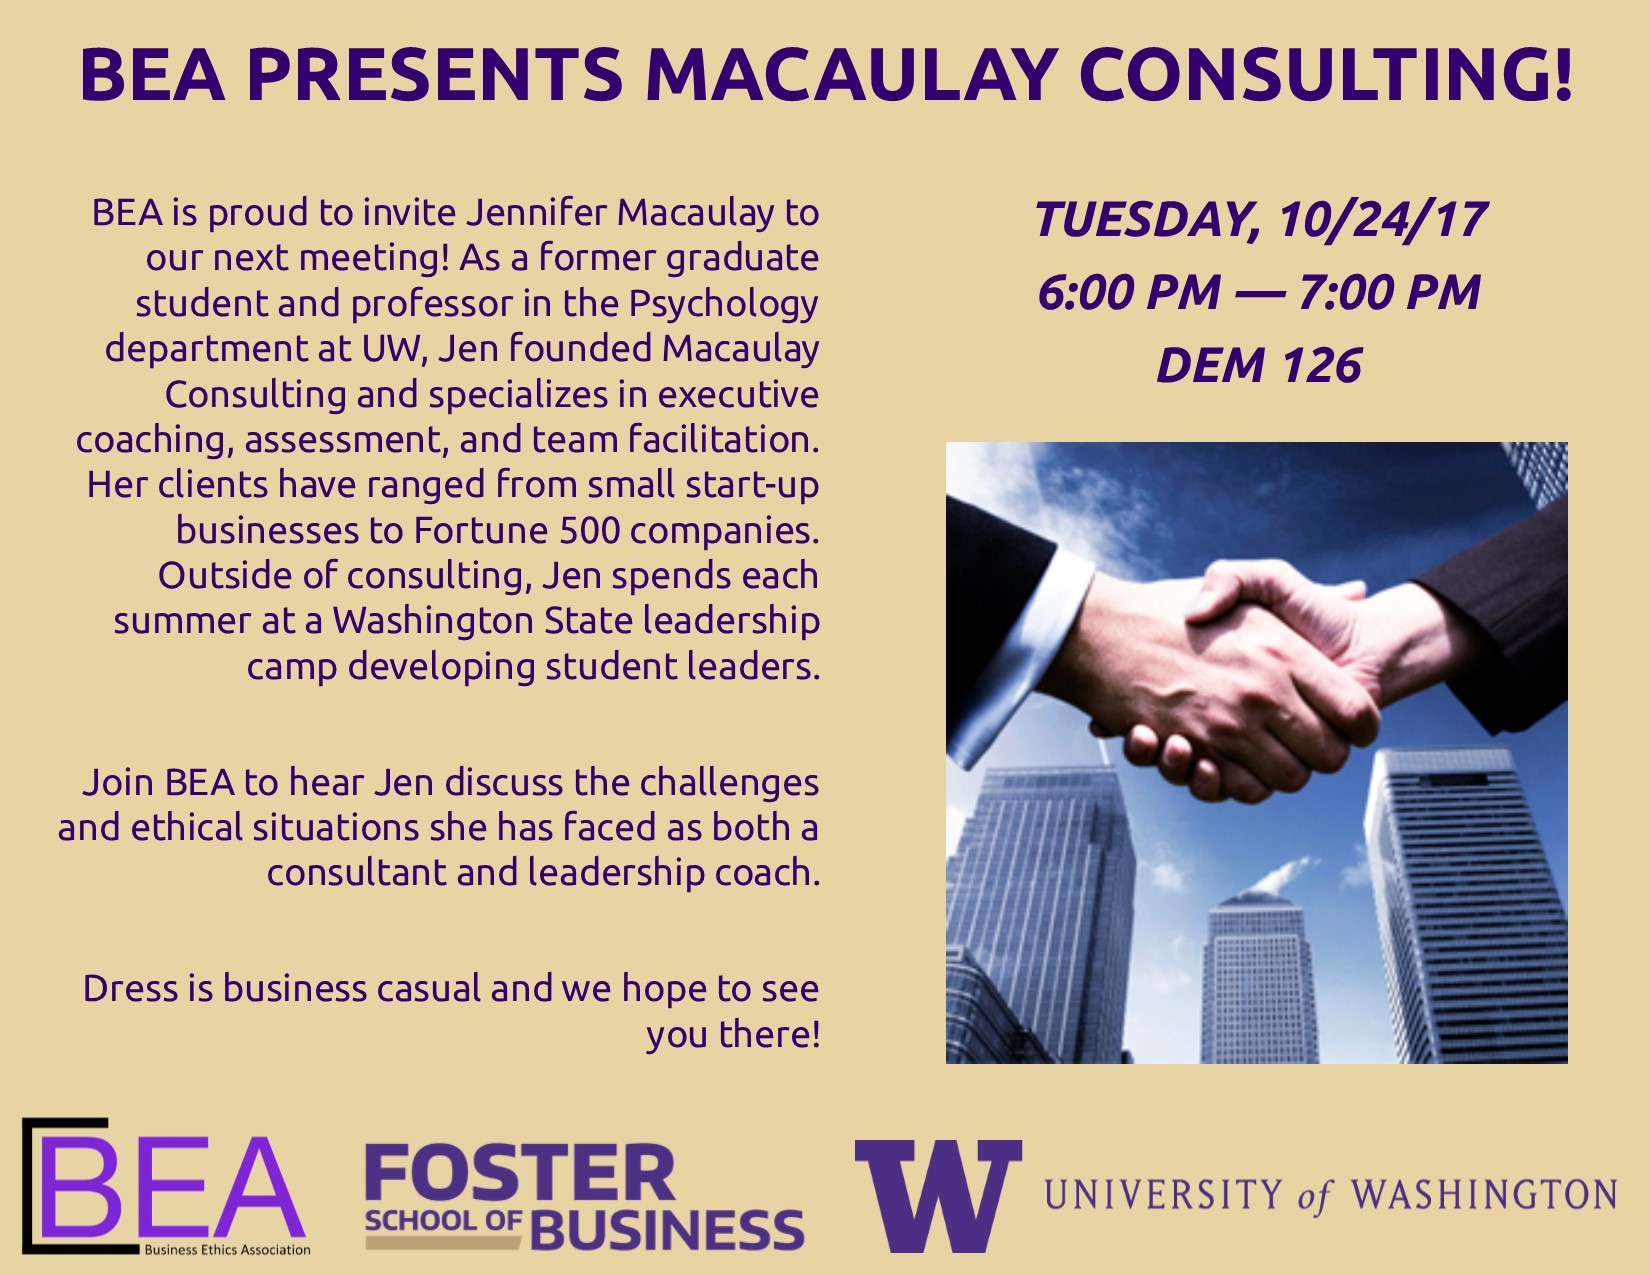 BEA PRESENTS MACAULAY CONSULTING!
BEA is proud to invite Jennifer Macaulay to
our next meeting! As a former graduate
student and professor in the Psychology
department at UW, Jen founded Macaulay
Consulting and specializes in executive
coaching, assessment, and team facilitation.
Her clients have ranged from small start-up
businesses to Fortune 500 companies.
Outside of consulting, Jen spends each
summer at a Washington State leadership
camp developing student leaders.
Join BEA to hear Jen discuss the challenges
and ethical situations she has faced as both a
consultant and leadership coach.
Dress is business casual and we hope to see
you there!
TUESDAY, 10/24/17
6:00 PM — 7:00 PM
DEM 126
BEA
Business Ethics Association
FOSTER
SCHOOL OF BUSINESS
W UNIVERSITY of WASHINGTON